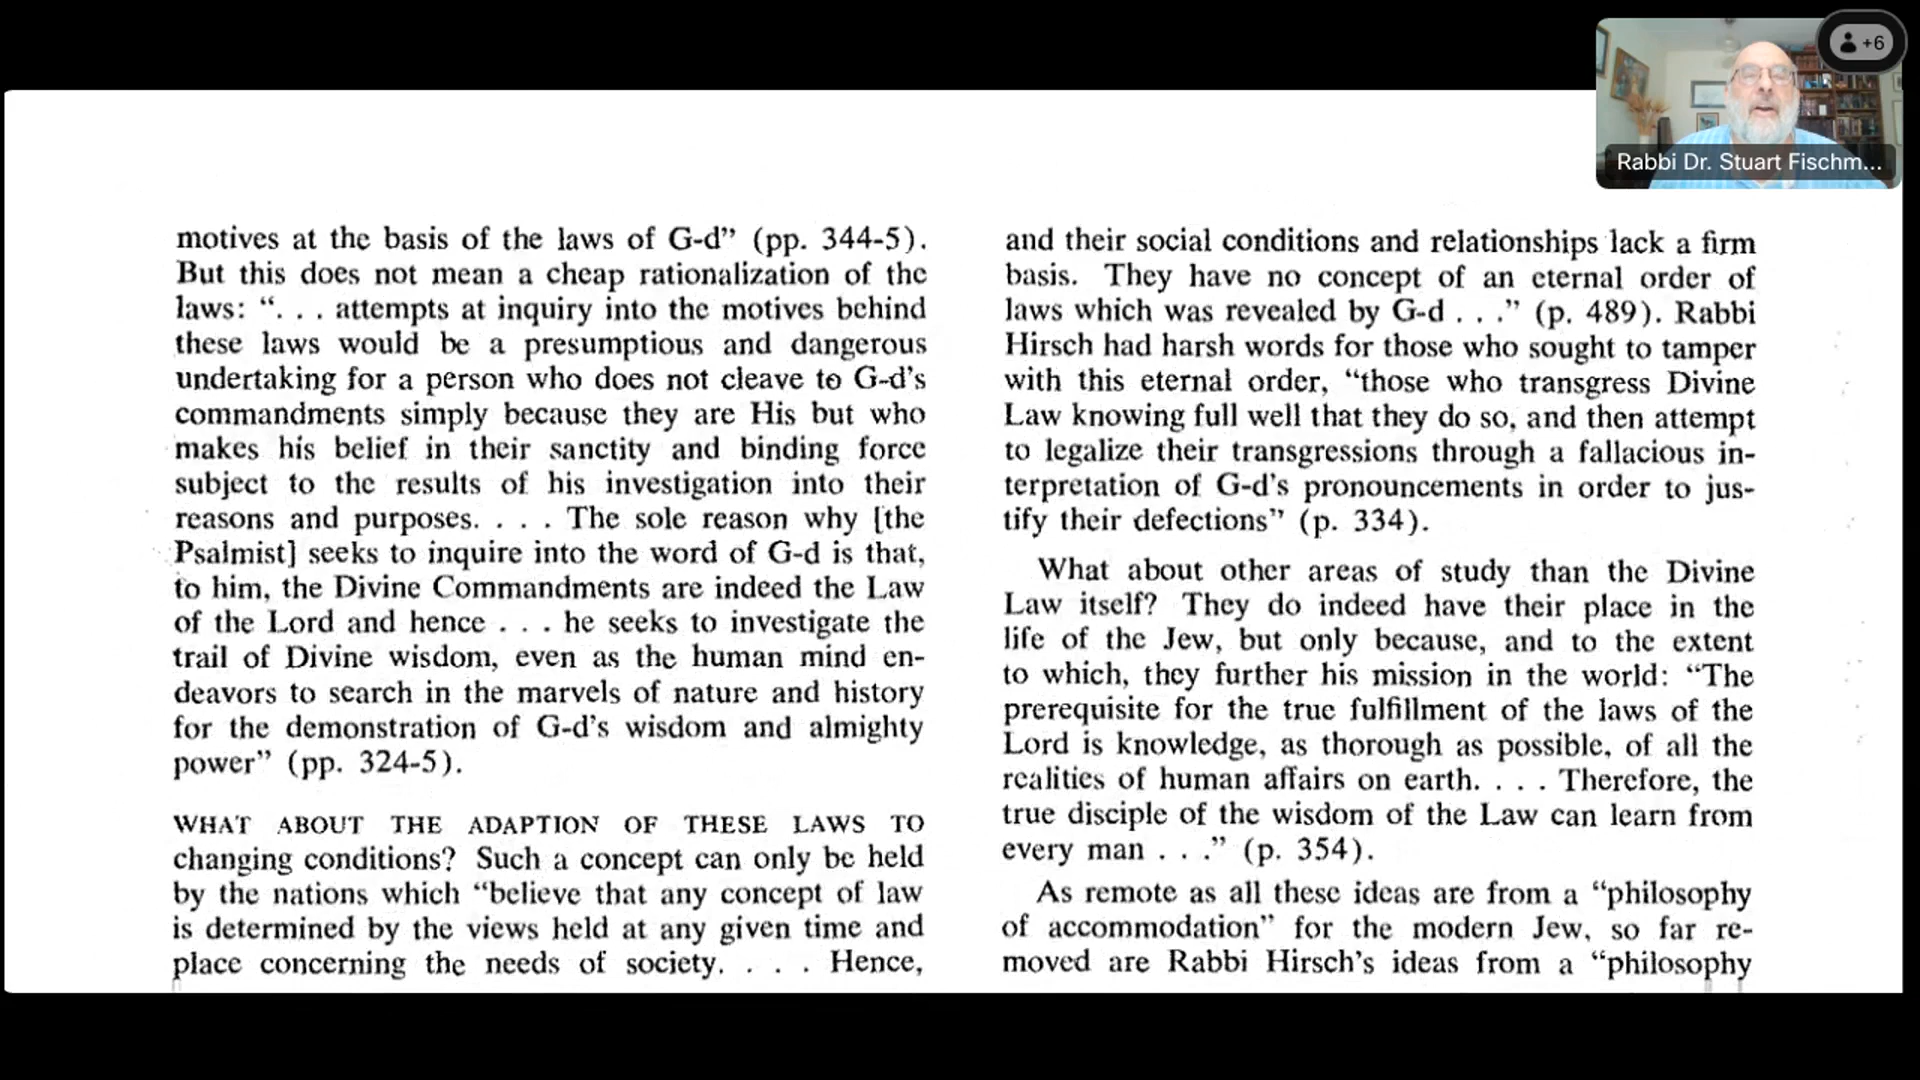 +6
Rabbi Dr. Stuart Fischm...
motives at the basis of the laws of G-d” (pp. 344-5).
But this does not mean a cheap rationalization of the
laws: “. . . attempts at inquiry into the motives behind
these laws would be a presumptious and dangerous
undertaking for a person who does not cleave to G-d’s
commandments simply because they are His but who
makes his belief in their sanctity and binding force
subject to the results of his investigation into their
reasons and purposes. . . . The sole reason why [the
Psalmist] seeks to inquire into the word of G-d is that,
to him, the Divine Commandments are indeed the Law
of the Lord and hence . . . he seeks to investigate the
trail of Divine wisdom, even as the human mind en-
deavors to search in the marvels of nature and history
for the demonstration of G-d’s wisdom and almighty
power” (pp. 324-5).
WHAT ABOUT THE ADAPTION OF THESE LAWS TO
changing conditions? Such a concept can only be held
by the nations which “believe that any concept of law
is determined by the views held at any given time and
place concerning the needs of society. . . . Hence,
and their social conditions and relationships lack a firm
basis. They have no concept of an eternal order of
laws which was revealed by G-d . . .” (p. 489). Rabbi
Hirsch had harsh words for those who sought to tamper
with this eternal order, “those who transgress Divine
Law knowing full well that they do so, and then attempt
to legalize their transgressions through a fallacious in-
terpretation of G-d’s pronouncements in order to jus-
tify their defections” (p. 334).
What about other areas of study than the Divine
Law itself? They do indeed have their place in the
life of the Jew, but only because, and to the extent
to which, they further his mission in the world: “The
prerequisite for the true fulfillment of the laws of the
Lord is knowledge, as thorough as possible, of all the
realities of human affairs on earth. . . . Therefore, the
true disciple of the wisdom of the Law can learn from
every man . . .” (p. 354).
As remote as all these ideas are from a “philosophy
of accommodation” for the modern Jew, so far re-
moved are Rabbi Hirsch’s ideas from a “philosophy